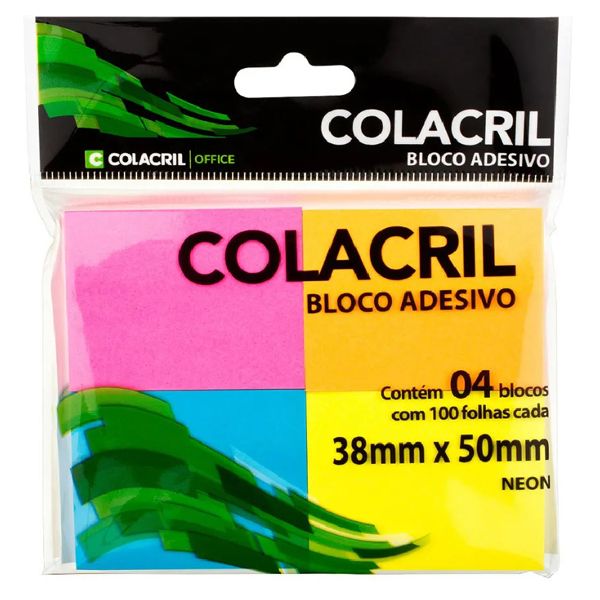 COLACRIL
BLOCO ADESIVO
C COLACRIL | OFFICE
COLACRIL
BLOCO ADESIVO
Contém 04 blocos
com 100 folhas cada
38mm x 50mm
NEON